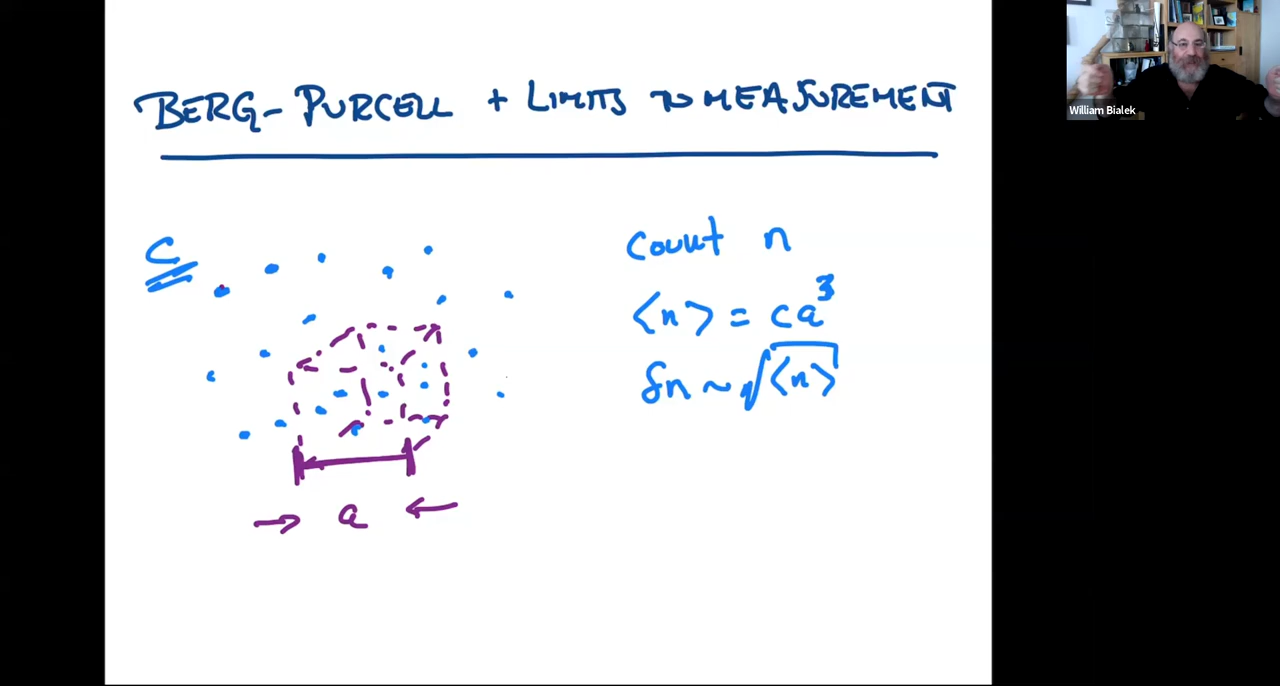 BERG-PURCELL + LIMITS TO MEASUREMENT
William Bialek
C
count n
⟨n⟩ = ca³
δn ~ √⟨n⟩
→ a ←